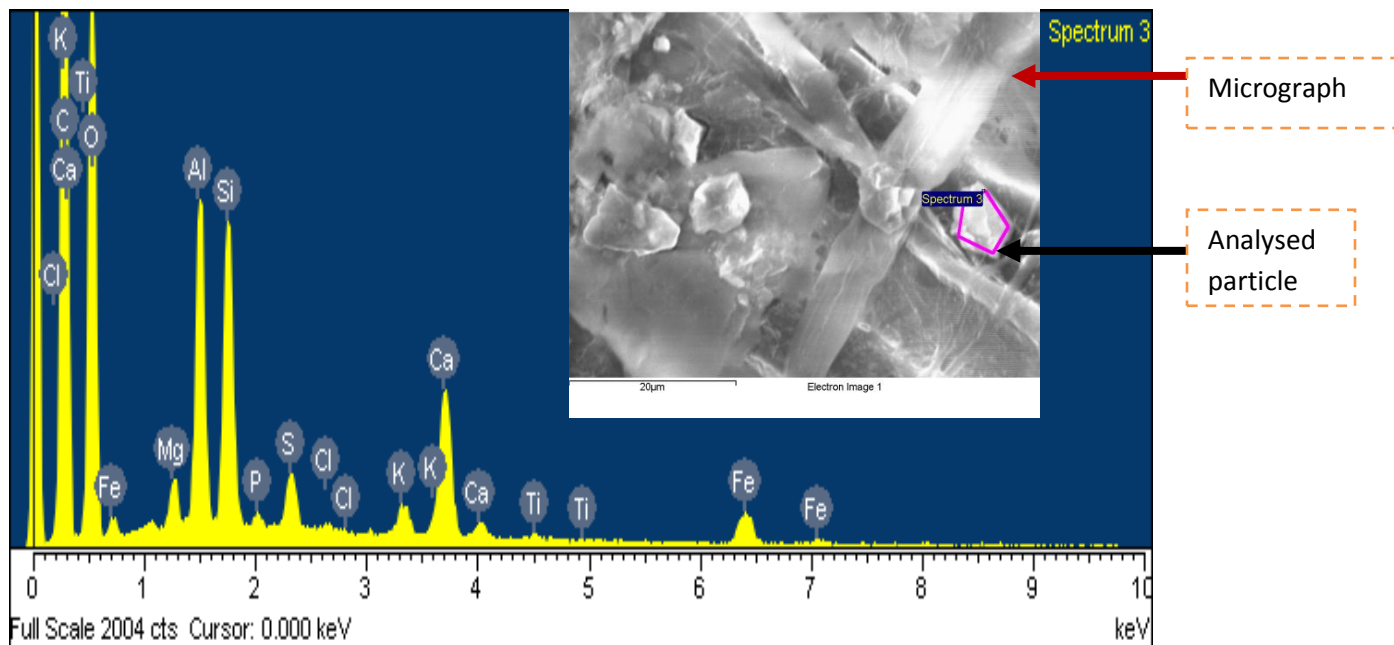 Spectrum 3
K
Ti
C
O
Ca
Cl
Fe
Mg
Al
Si
P
S
Cl
Cl
K
K
Ca
Ca
Ti
Ti
Fe
Fe
0 1 2 3 4 5 6 7 8 9 10
Full Scale 2004 cts Cursor: 0.000 keV
keV
Spectrum 3
20μm
Electron Image 1
Micrograph
Analysed
particle